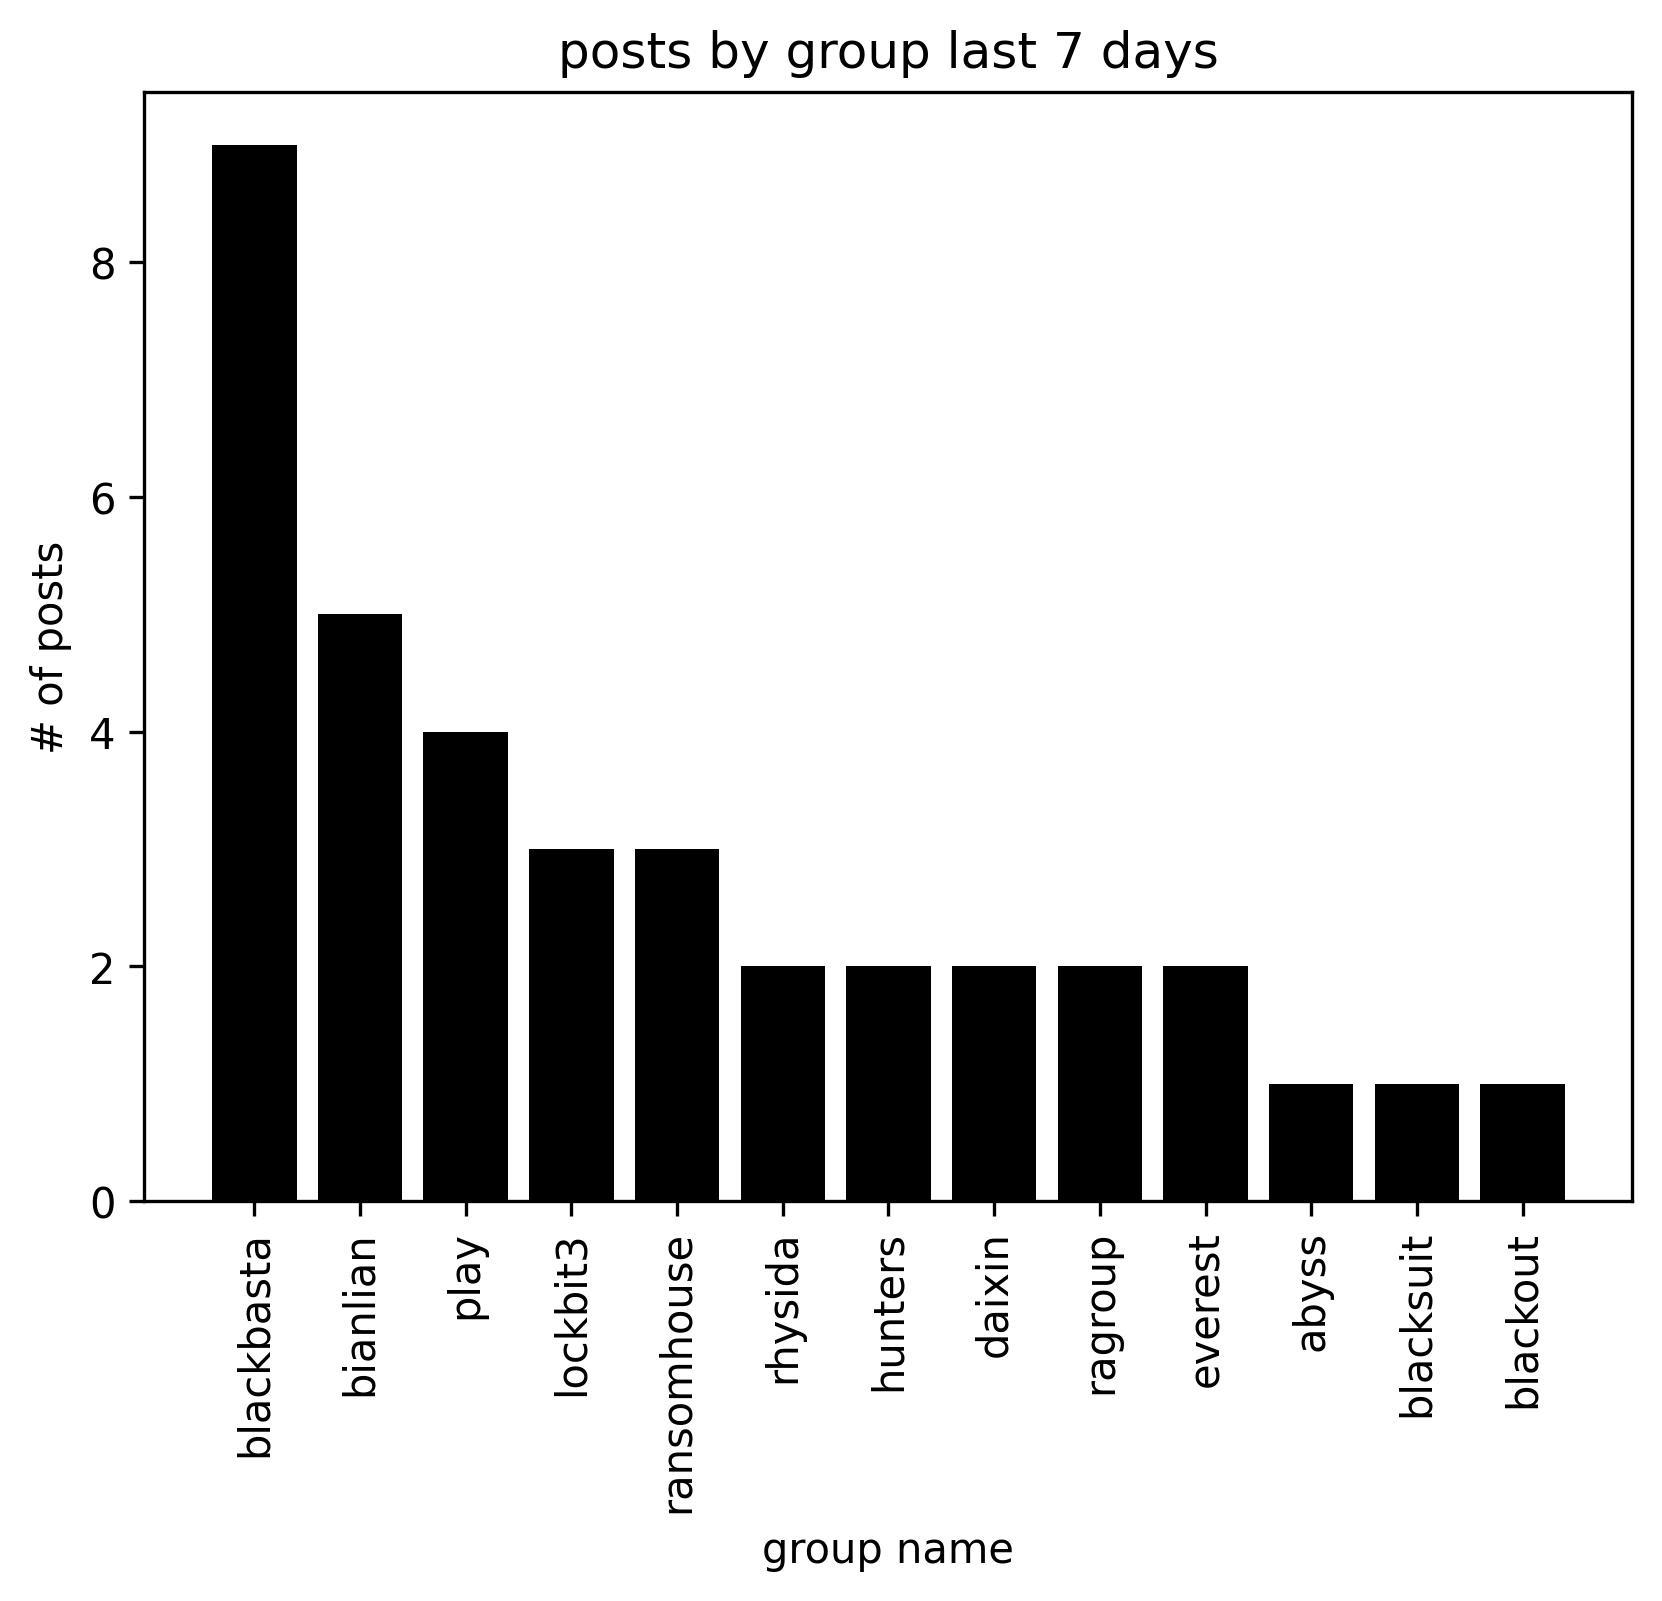 posts by group last 7 days
# of posts
8
6
4
2
0
blackbasta
bianlian
play
lockbit3
ransomhouse
rhysida
hunters
daixin
ragroup
everest
abyss
blacksuit
blackout
group name